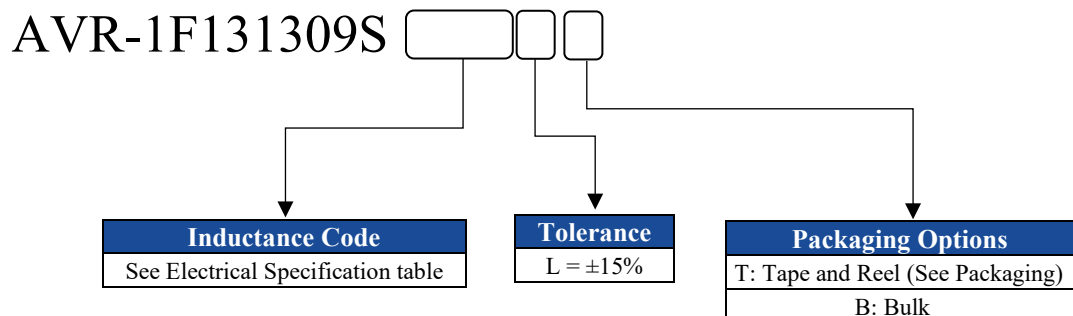 AVR-1F131309S
Inductance Code
See Electrical Specification table
Tolerance
L = ±15%
Packaging Options
T: Tape and Reel (See Packaging)
B: Bulk